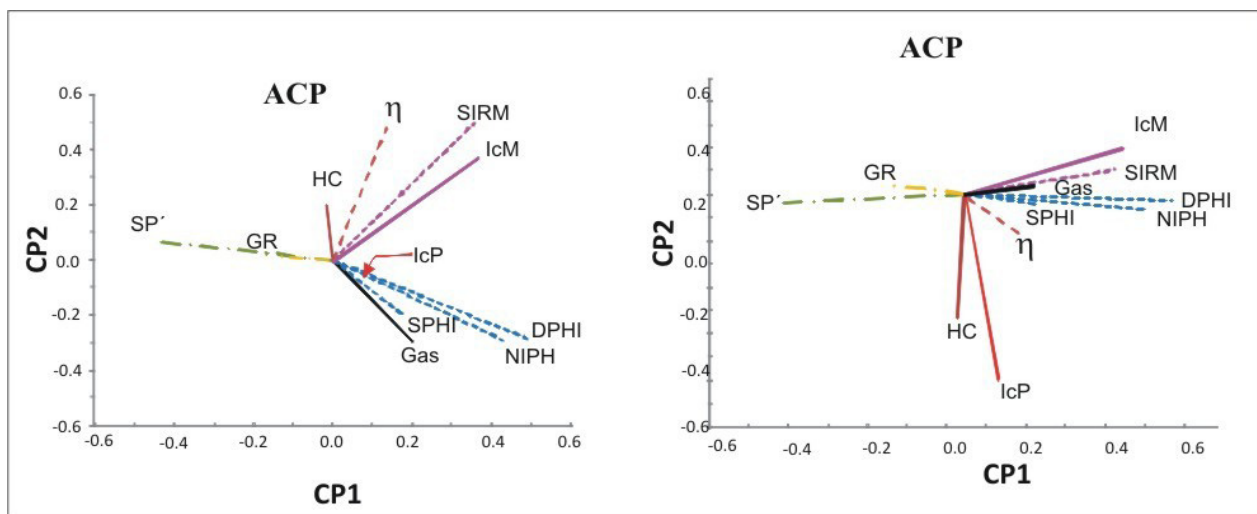 ACP
0.6
0.4
0.2
0.0
-0.2
-0.4
-0.6
CP2
SP´
GR
HC
η
SIRM
IcM
IcP
SPHI
Gas
DPHI
NIPH
-0.6
-0.4
-0.2
0.0
0.2
0.4
0.6
CP1
ACP
0.6
0.4
0.2
0.0
0.2
-0.4
-0.6
CP2
IcM
SIRM
GR
Gas
SP´
DPHI
SPHI
NIPH
η
HC
IcP
-0.6
-0.4
-0.2
0.0
0.2
0.4
0.6
CP1